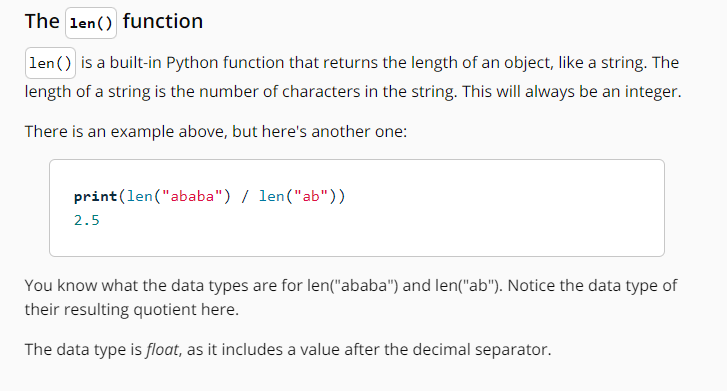 The len() function
len() is a built-in Python function that returns the length of an object, like a string. The
length of a string is the number of characters in the string. This will always be an integer.
There is an example above, but here's another one:
print(len("ababa") / len("ab"))
2.5
You know what the data types are for len("ababa") and len("ab"). Notice the data type of
their resulting quotient here.
The data type is float, as it includes a value after the decimal separator.